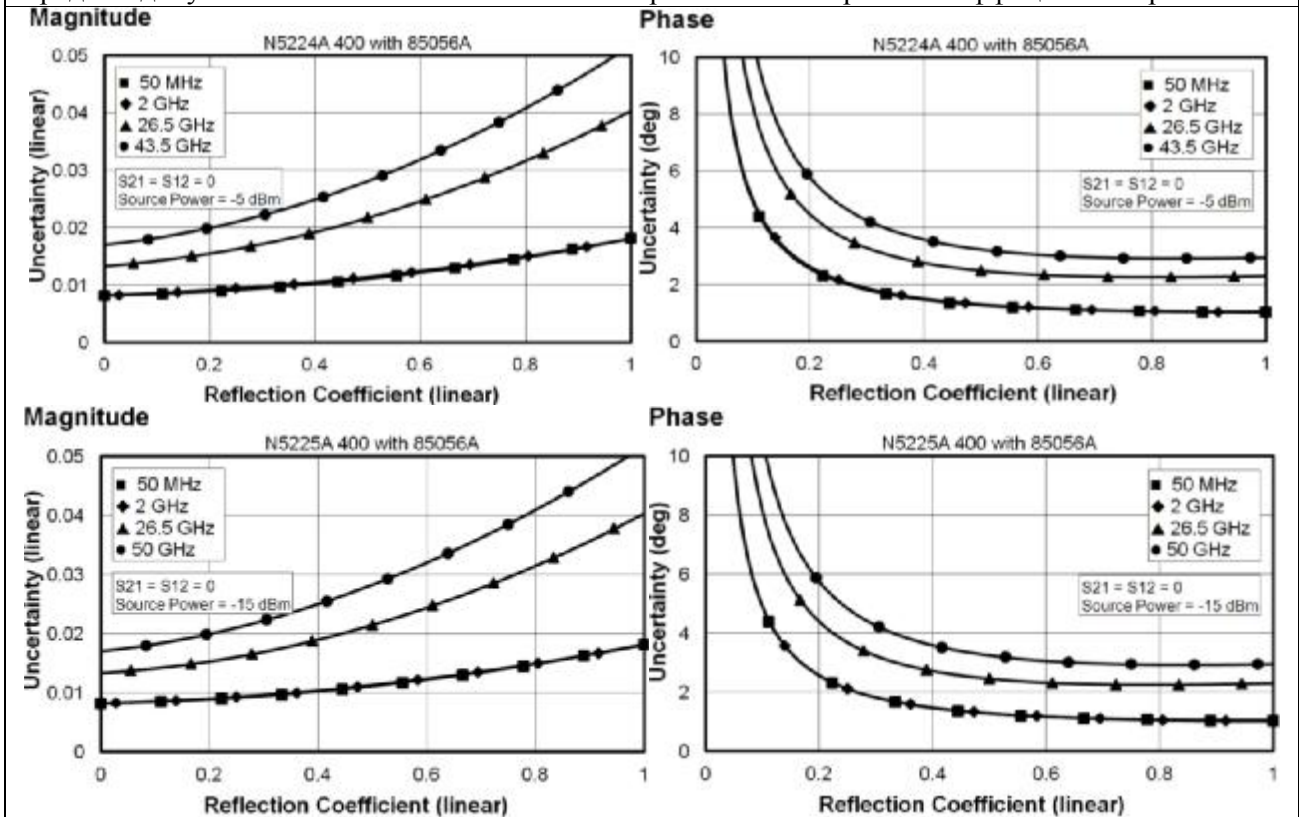 Magnitude
N5224A 400 with 85056A
Uncertainty (linear)
0.05
0.04
0.03
0.02
0.01
0
50 MHz
2 GHz
26.5 GHz
43.5 GHz
S21 = S12 = 0
Source Power = -5 dBm
0 0.2 0.4 0.6 0.8 1
Reflection Coefficient (linear)
Phase
N5224A 400 with 85056A
Uncertainty (deg)
10
8
6
4
2
0
50 MHz
2 GHz
26.5 GHz
43.5 GHz
S21 = S12 = 0
Source Power = -5 dBm
0 0.2 0.4 0.6 0.8 1
Reflection Coefficient (linear)
Magnitude
N5225A 400 with 85056A
Uncertainty (linear)
0.05
0.04
0.03
0.02
0.01
0
50 MHz
2 GHz
26.5 GHz
50 GHz
S21 = S12 = 0
Source Power = -15 dBm
0 0.2 0.4 0.6 0.8 1
Reflection Coefficient (linear)
Phase
N5225A 400 with 85056A
Uncertainty (deg)
10
8
6
4
2
0
50 MHz
2 GHz
26.5 GHz
50 GHz
S21 = S12 = 0
Source Power = -15 dBm
0 0.2 0.4 0.6 0.8 1
Reflection Coefficient (linear)